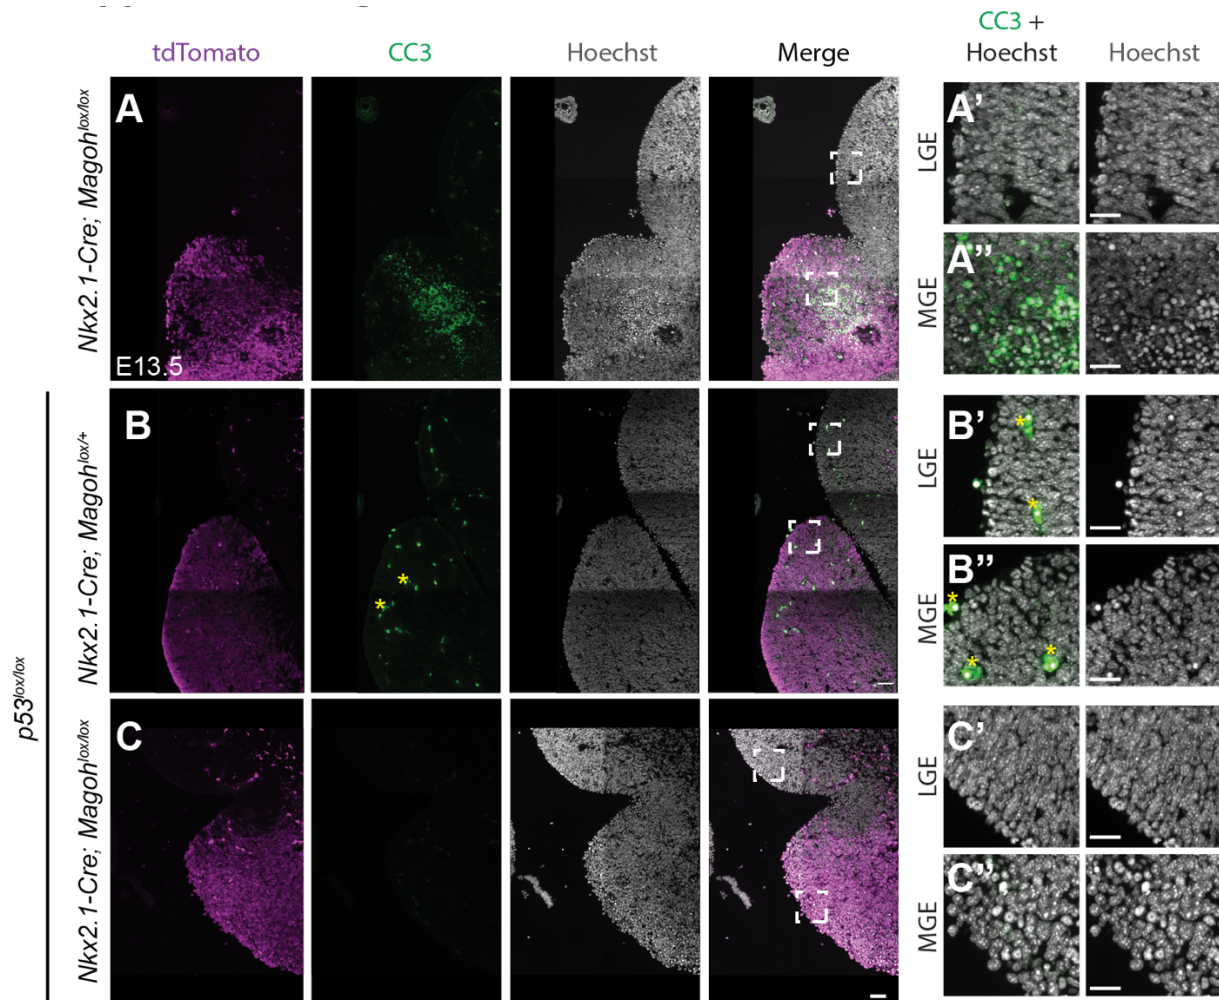 tdTomato CC3 Hoechst Merge CC3 + Hoechst Hoechst
Nkx2.1-Cre; Magoh^lox/lox
A
E13.5
LGE
A'
MGE
A''
p53^lox/lox
Nkx2.1-Cre; Magoh^lox/+
B
*
*
LGE
B'
*
*
MGE
B''
*
*
*
Nkx2.1-Cre; Magoh^lox/lox
C
LGE
C'
MGE
C''